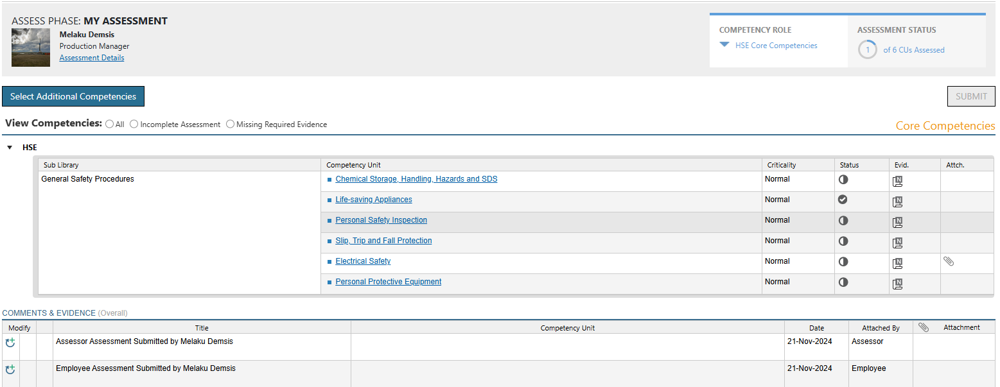 ASSESS PHASE: MY ASSESSMENT
Melaku Demsis
Production Manager
Assessment Details
COMPETENCY ROLE
HSE Core Competencies
ASSESSMENT STATUS
1 of 6 CUs Assessed
Select Additional Competencies
SUBMIT
View Competencies: All Incomplete Assessment Missing Required Evidence
Core Competencies
HSE
Sub Library Competency Unit Criticality Status Evid. Attch.
General Safety Procedures Chemical Storage, Handling, Hazards and SDS Normal N
Life-saving Appliances Normal N
Personal Safety Inspection Normal N
Slip, Trip and Fall Protection Normal N
Electrical Safety Normal N
Personal Protective Equipment Normal N
COMMENTS & EVIDENCE (Overall)
Modify Title Competency Unit Date Attached By Attachment
Assessor Assessment Submitted by Melaku Demsis 21-Nov-2024 Assessor
Employee Assessment Submitted by Melaku Demsis 21-Nov-2024 Employee